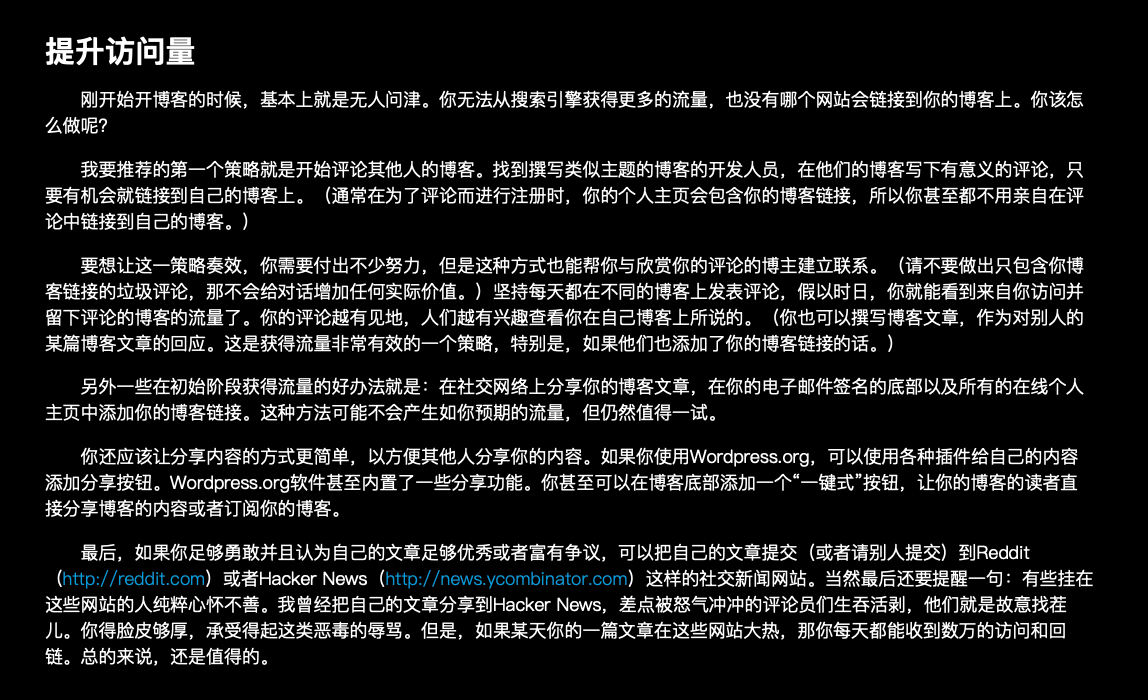 提升访问量
刚开始开博客的时候，基本上就是无人问津。你无法从搜索引擎获得更多的流量，也没有哪个网站会链接到你的博客上。你该怎
么做呢？
我要推荐的第一个策略就是开始评论其他人的博客。找到撰写类似主题的博客的开发人员，在他们的博客写下有意义的评论，只
要有机会就链接到自己的博客上。（通常在为了评论而进行注册时，你的个人主页会包含你的博客链接，所以你甚至都不用亲自在评
论中链接到自己的博客。）
要想让这一策略奏效，你需要付出不少努力，但是这种方式也能帮你与欣赏你的评论的博主建立联系。（请不要做出只包含你博
客链接的垃圾评论，那不会给对话增加任何实际价值。）坚持每天都在不同的博客上发表评论，假以时日，你就能看到来自你访问并
留下评论的博客的流量了。你的评论越有见地，人们越有兴趣查看你在自己博客上所说的。（你也可以撰写博客文章，作为对别人的
某篇博客文章的回应。这是获得流量非常有效的一个策略，特别是，如果他们也添加了你的博客链接的话。）
另外一些在初始阶段获得流量的好办法就是：在社交网络上分享你的博客文章，在你的电子邮件签名的底部以及所有的在线个人
主页中添加你的博客链接。这种方法可能不会产生如你预期的流量，但仍然值得一试。
你还应该让分享内容的方式更简单，以方便其他人分享你的内容。如果你使用Wordpress.org，可以使用各种插件给自己的内容
添加分享按钮。Wordpress.org软件甚至内置了一些分享功能。你甚至可以在博客底部添加一个“一键式”按钮，让你的博客的读者直
接分享博客的内容或者订阅你的博客。
最后，如果你足够勇敢并且认为自己的文章足够优秀或者富有争议，可以把自己的文章提交（或者请别人提交）到Reddit
（http://reddit.com）或者Hacker News（http://news.ycombinator.com）这样的社交新闻网站。当然最后还要提醒一句：有些挂在
这些网站的人纯粹心怀不善。我曾经把自己的文章分享到Hacker News，差点被怒气冲冲的评论员们生吞活剥，他们就是故意找茬
儿。你得脸皮够厚，承受得起这类恶毒的辱骂。但是，如果某天你的一篇文章在这些网站大热，那你每天都能收到数万的访问和回
链。总的来说，还是值得的。